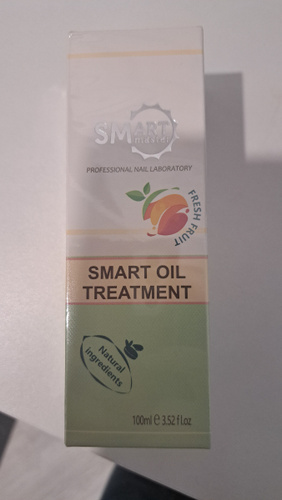 SMART
PROFESSIONAL NAIL LABORATORY
FRESH FRUIT
SMART OIL
TREATMENT
Natural
ingredients
100ml e 3.52 fl.oz